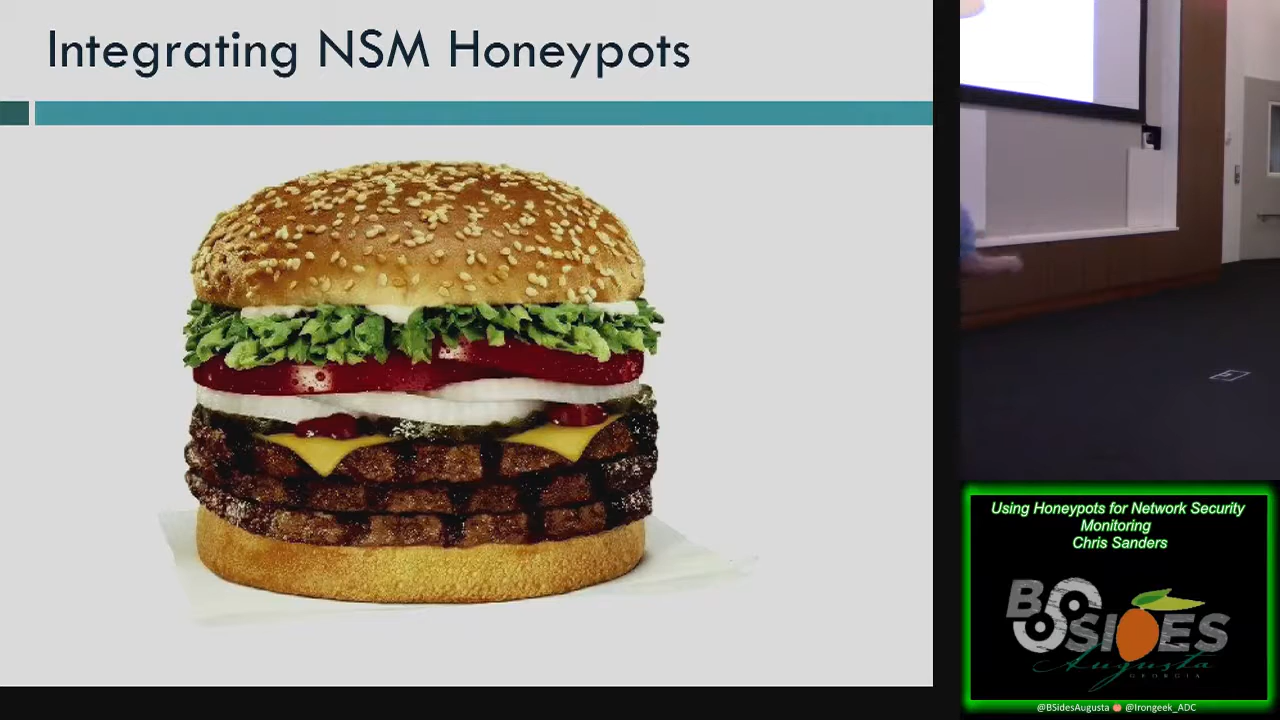 Integrating NSM Honeypots
Using Honeypots for Network Security
Monitoring
Chris Sanders
BSIDES
Augusta
GEORGIA
@BSidesAugusta @Irongeek_ADC